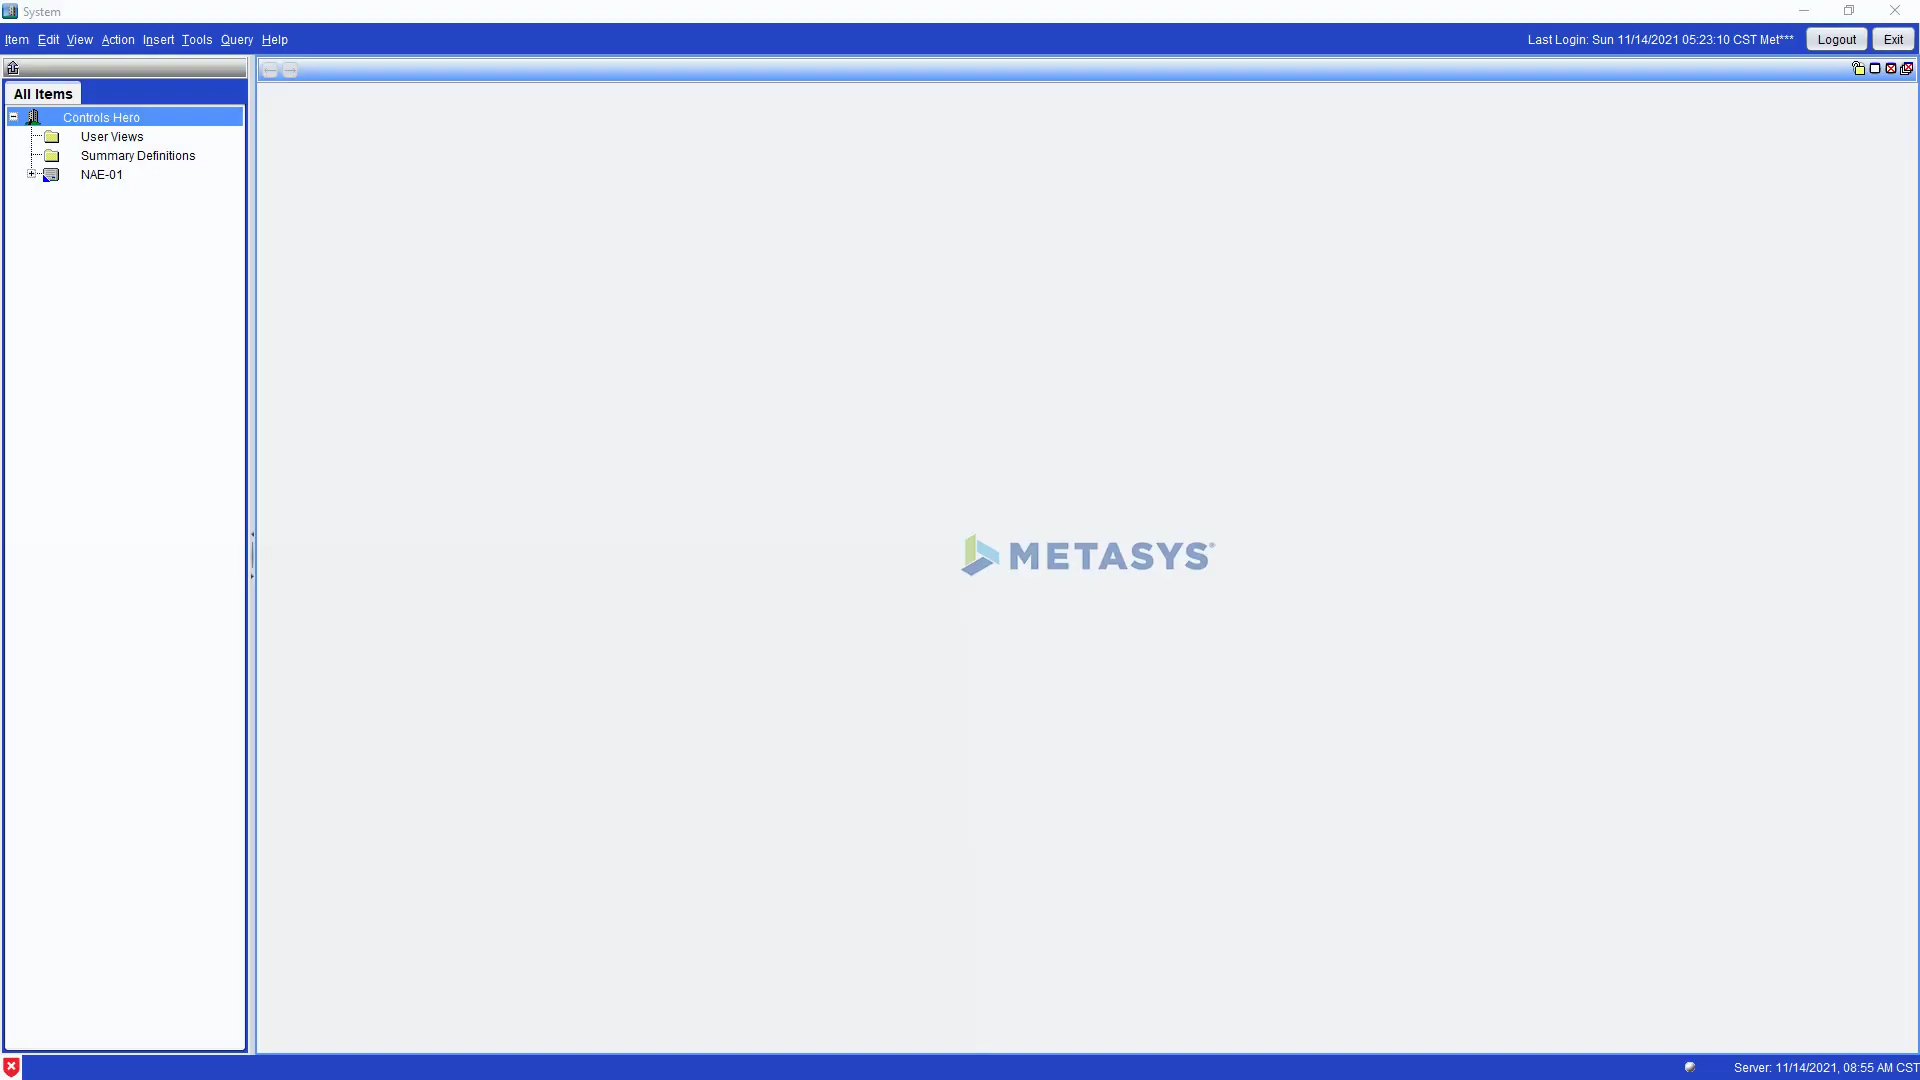 System
Item Edit View Action Insert Tools Query Help
Last Login: Sun 11/14/2021 05:23:10 CST Met***
Logout
Exit
All Items
Controls Hero
User Views
Summary Definitions
NAE-01
METASYS®
Server: 11/14/2021, 08:55 AM CST